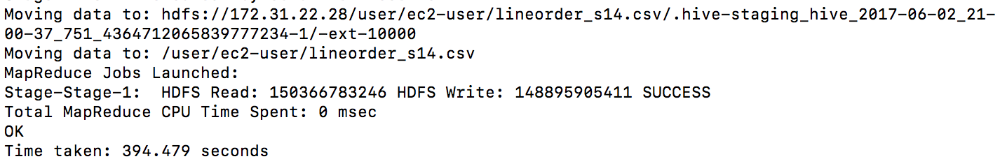 Moving data to: hdfs://172.31.22.28/user/ec2-user/lineorder_s14.csv/.hive-staging_hive_2017-06-02_21-
00-37_751_4364712065839777234-1/-ext-10000
Moving data to: /user/ec2-user/lineorder_s14.csv
MapReduce Jobs Launched:
Stage-Stage-1:  HDFS Read: 150366783246 HDFS Write: 148895905411 SUCCESS
Total MapReduce CPU Time Spent: 0 msec
OK
Time taken: 394.479 seconds